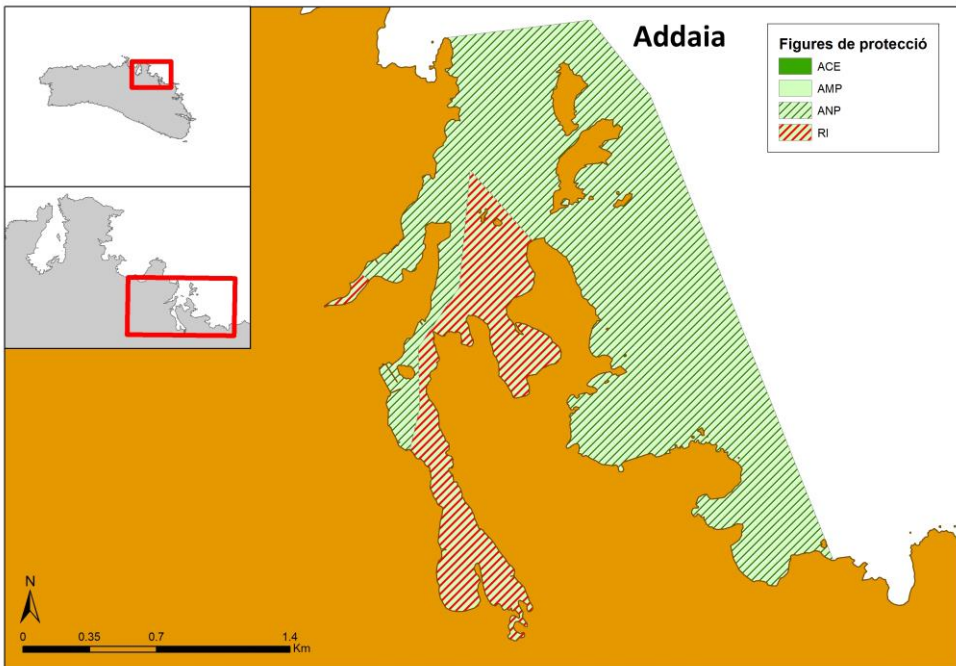 Addaia
Figures de protecció
ACE
AMP
ANP
RI
N
0 0.35 0.7 1.4
Km